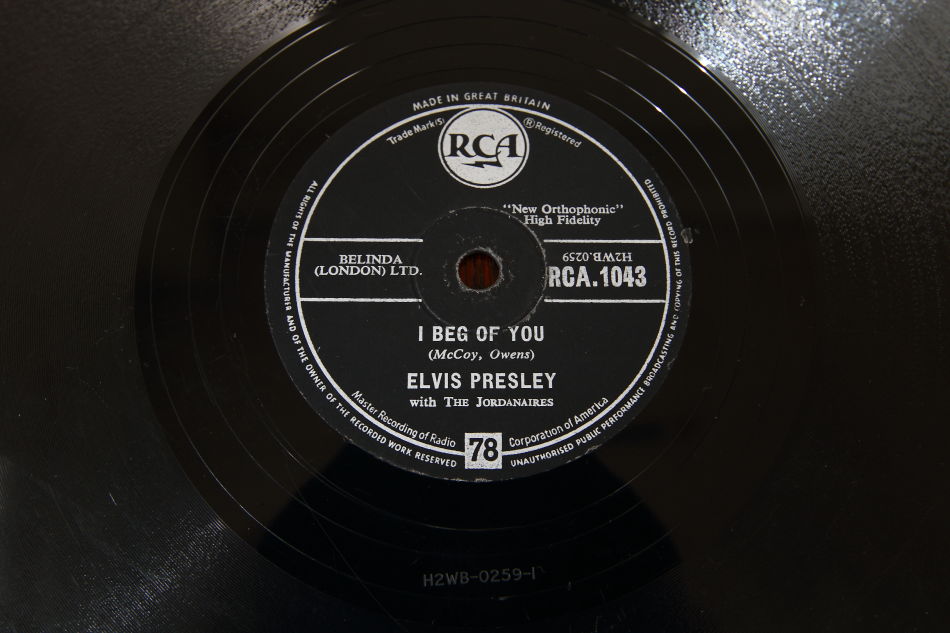 MADE IN GREAT BRITAIN
Trade Mark(S)
® Registered
RCA
"New Orthophonic"
High Fidelity
BELINDA
(LONDON) LTD.
H2WB.0259
RCA.1043
I BEG OF YOU
(McCoy, Owens)
ELVIS PRESLEY
with THE JORDANAIRES
Master Recording of Radio Corporation of America
78
ALL RIGHTS OF THE MANUFACTURER AND OF THE OWNER OF THE RECORDED WORK RESERVED
UNAUTHORISED PUBLIC PERFORMANCE BROADCASTING AND COPYING OF THIS RECORD PROHIBITED
H2WB-0259-1